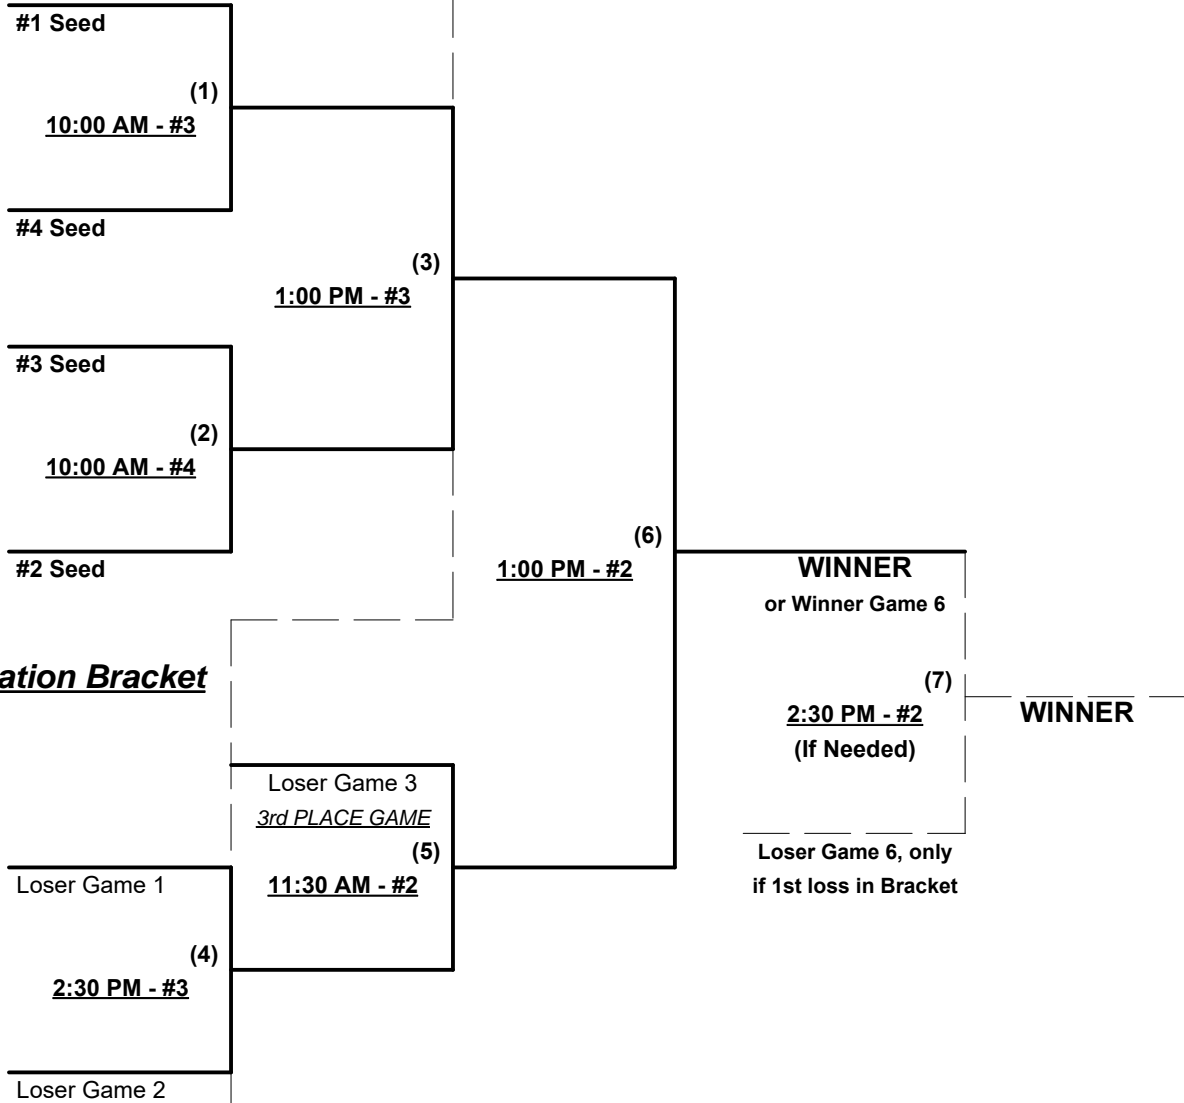 #1 Seed
(1)
10:00 AM - #3
#4 Seed
(3)
1:00 PM - #3
#3 Seed
(2)
10:00 AM - #4
#2 Seed
(6)
1:00 PM - #2
WINNER
or Winner Game 6
ation Bracket
(7)
2:30 PM - #2
(If Needed)
WINNER
Loser Game 3
3rd PLACE GAME
(5)
11:30 AM - #2
Loser Game 6, only
if 1st loss in Bracket
Loser Game 1
(4)
2:30 PM - #3
Loser Game 2